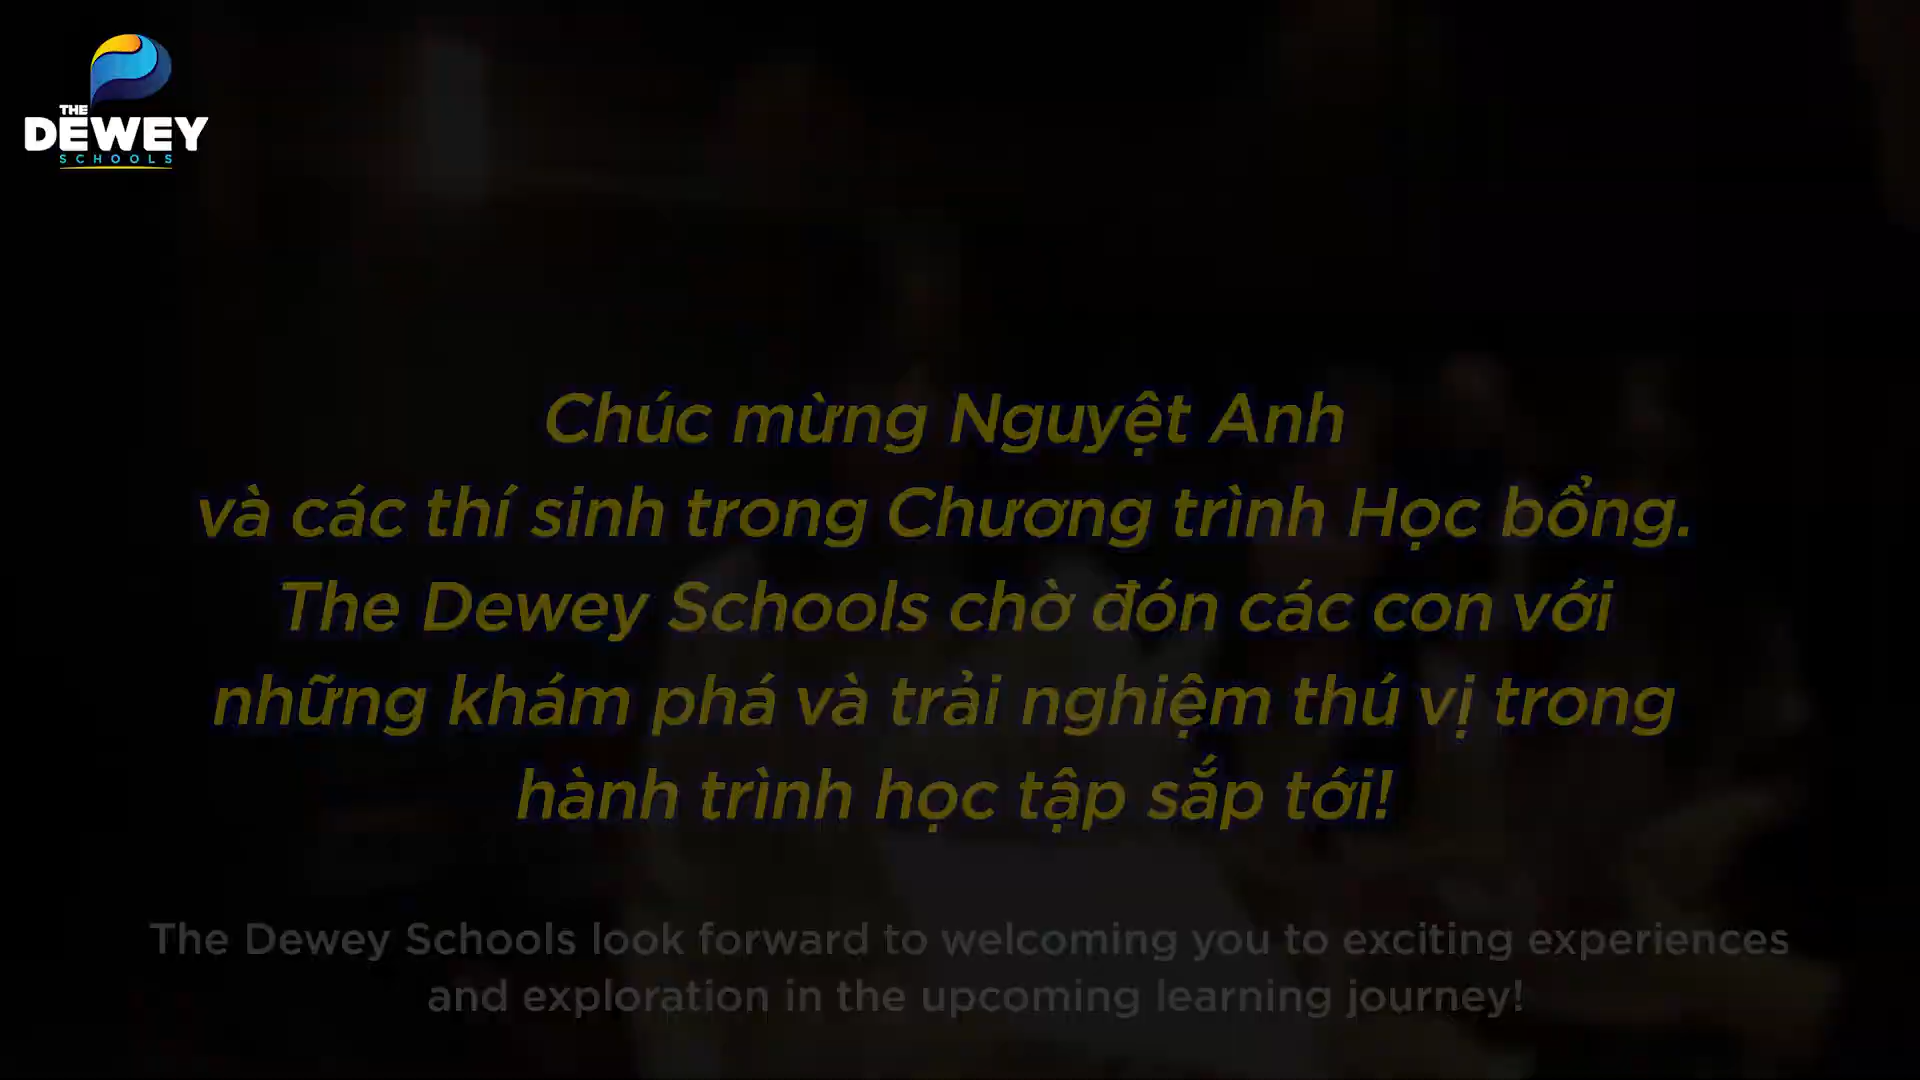 THE
DEWEY
SCHOOLS
Chúc mừng Nguyệt Anh
và các thí sinh trong Chương trình Học bổng.
The Dewey Schools chờ đón các con với
những khám phá và trải nghiệm thú vị trong
hành trình học tập sắp tới!
The Dewey Schools look forward to welcoming you to exciting experiences
and exploration in the upcoming learning journey!